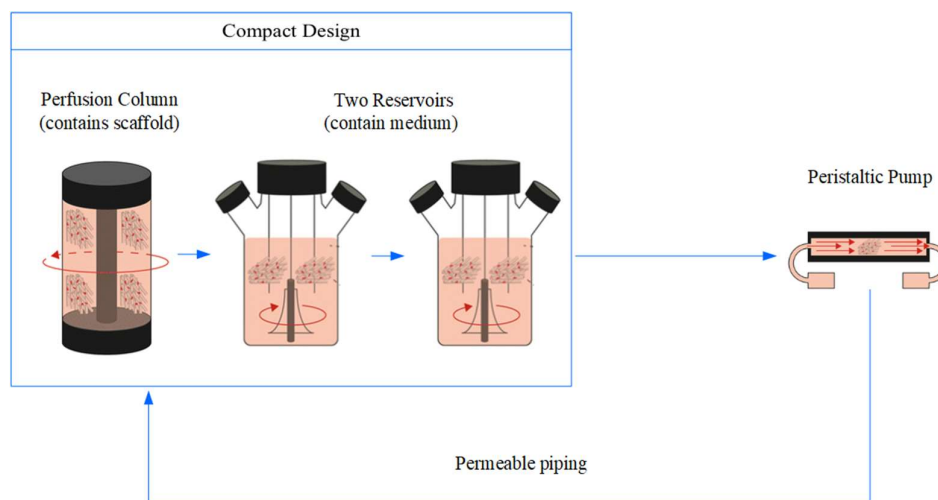 Compact Design
Perfusion Column
(contains scaffold)
Two Reservoirs
(contain medium)
Peristaltic Pump
Permeable piping